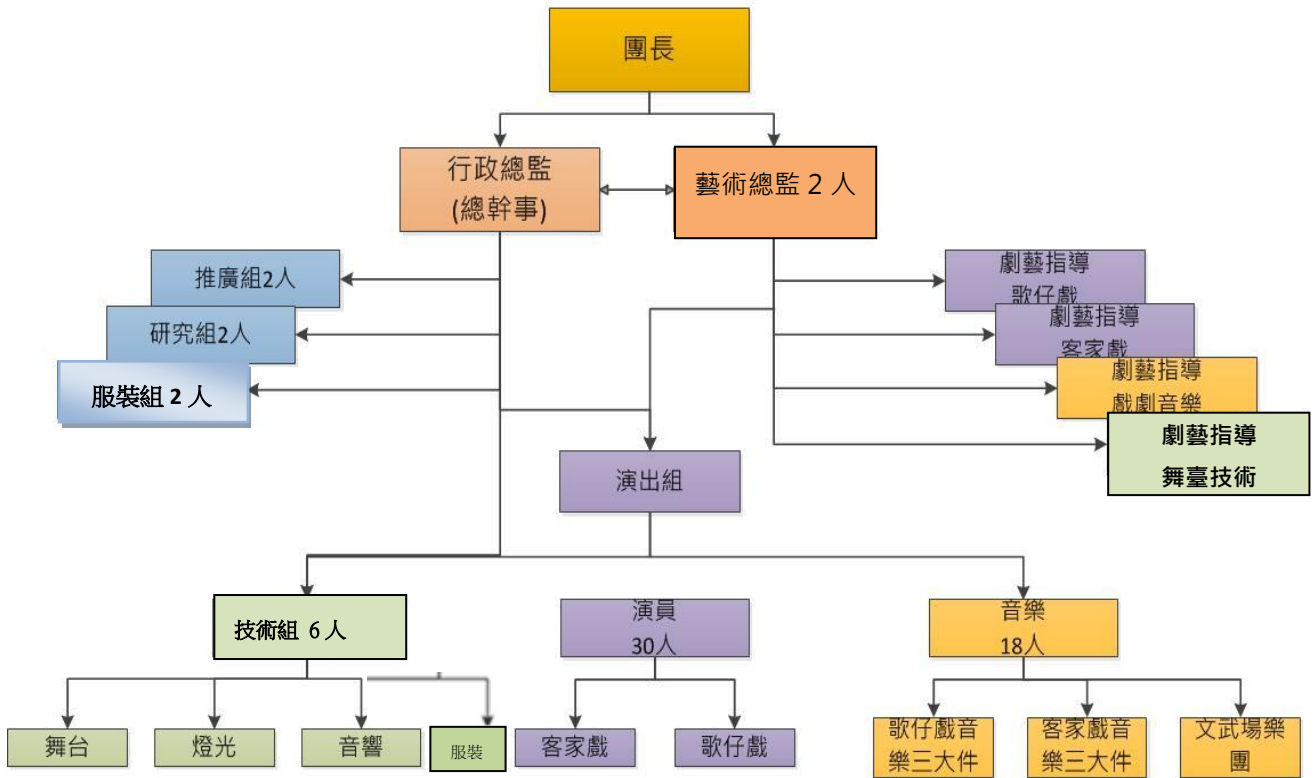 團長
行政總監
(總幹事)
藝術總監 2 人
推廣組2人
研究組2人
服裝組 2 人
劇藝指導
歌仔戲
劇藝指導
客家戲
劇藝指導
戲劇音樂
劇藝指導
舞臺技術
演出組
技術組 6 人
演員
30人
音樂
18人
舞台
燈光
音響
服裝
客家戲
歌仔戲
歌仔戲音
樂三大件
客家戲音
樂三大件
文武場樂
團